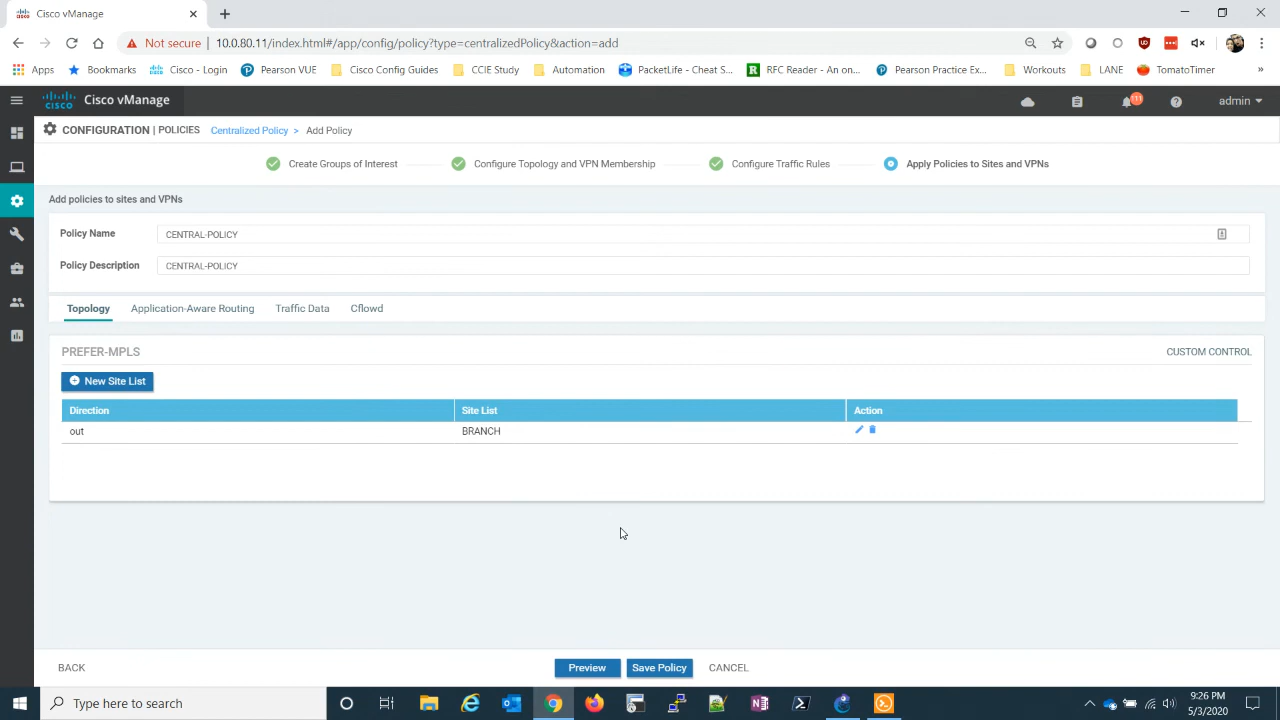 Cisco vManage
Not secure | 10.0.80.11/index.html#/app/config/policy?type=centralizedPolicy&action=add
Apps Bookmarks Cisco - Login Pearson VUE Cisco Config Guides CCIE Study Automation PacketLife - Cheat S... RFC Reader - An on... Pearson Practice Ex... Workouts LANE TomatoTimer »
Cisco vManage 111 admin
CONFIGURATION | POLICIES Centralized Policy > Add Policy
Create Groups of Interest Configure Topology and VPN Membership Configure Traffic Rules Apply Policies to Sites and VPNs
Add policies to sites and VPNs
Policy Name CENTRAL-POLICY
Policy Description CENTRAL-POLICY
Topology Application-Aware Routing Traffic Data Cflowd
PREFER-MPLS CUSTOM CONTROL
New Site List
Direction Site List Action
out BRANCH
BACK Preview Save Policy CANCEL
Type here to search
9:26 PM
5/3/2020